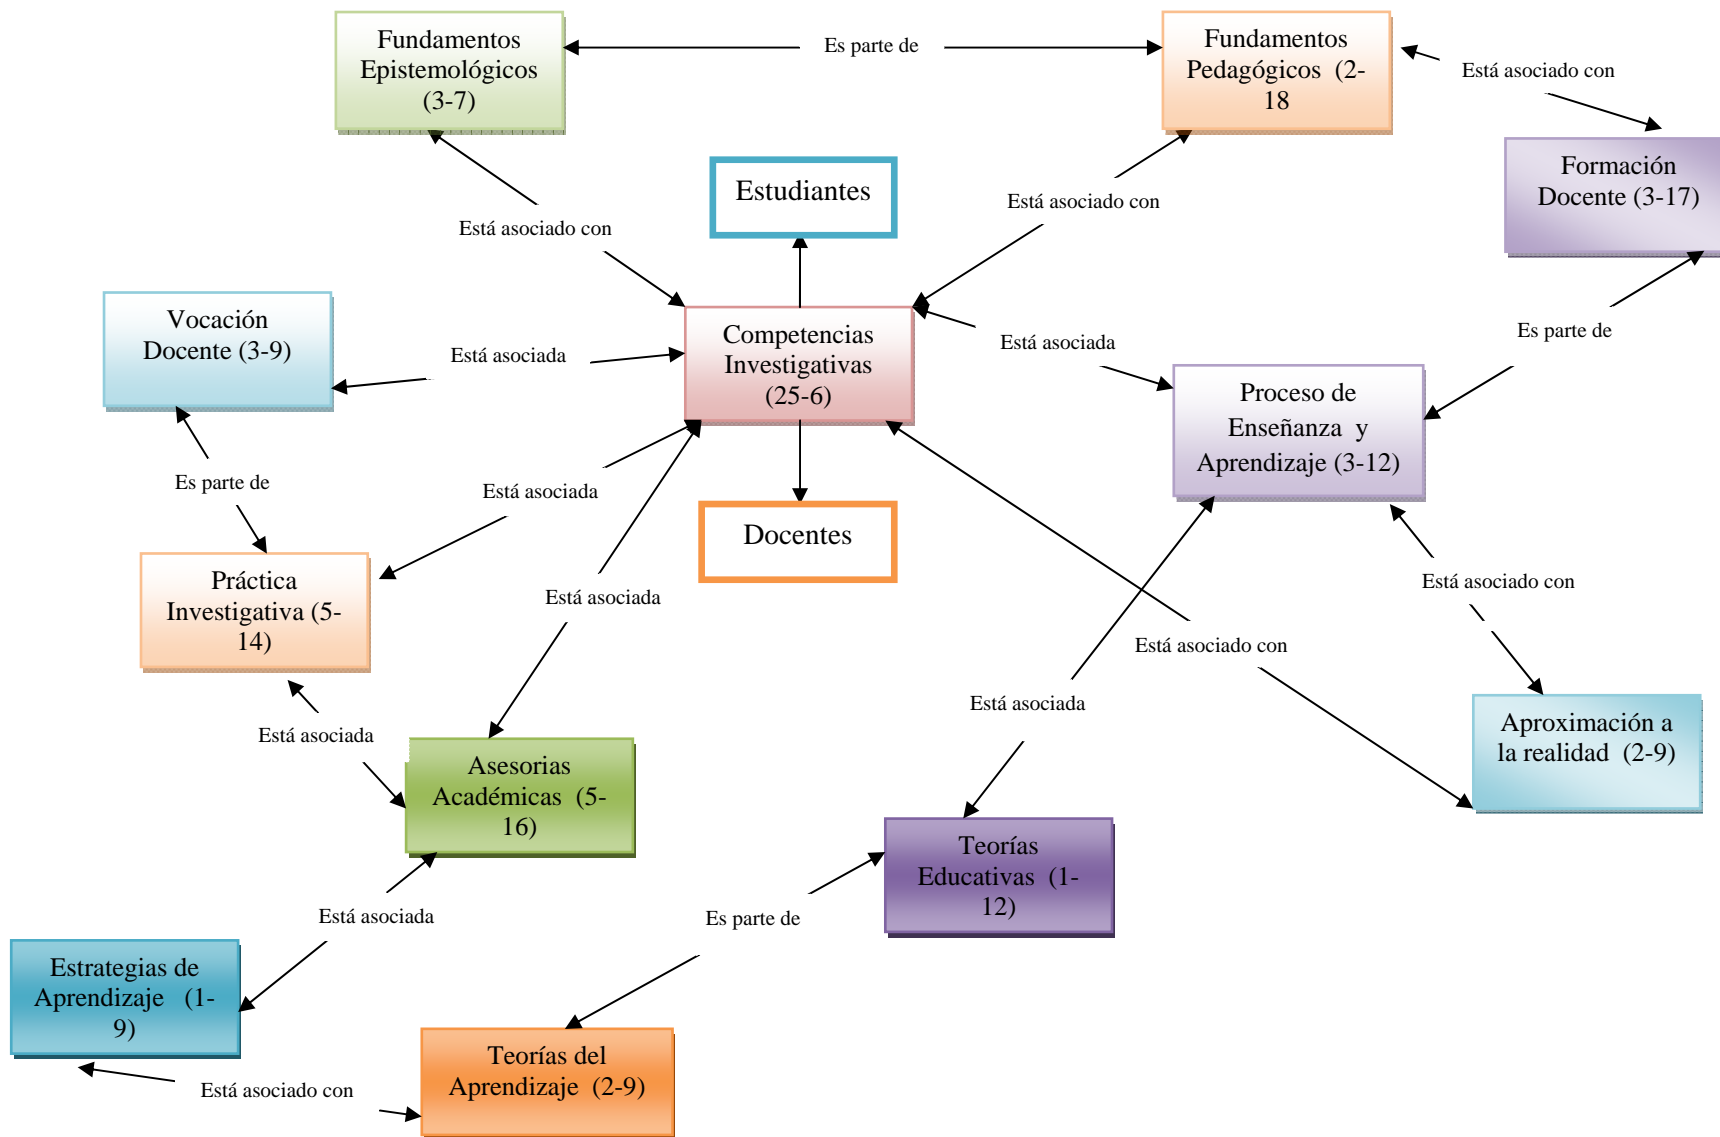 Fundamentos
Epistemológicos
(3-7)
Es parte de
Fundamentos
Pedagógicos (2-
18
Está asociado con
Formación
Docente (3-17)
Estudiantes
Está asociado con
Está asociado con
Vocación
Docente (3-9)
Está asociada
Competencias
Investigativas
(25-6)
Está asociada
Es parte de
Proceso de
Enseñanza y
Aprendizaje (3-12)
Es parte de
Está asociada
Docentes
Práctica
Investigativa (5-
14)
Está asociada
Está asociado con
Está asociado con
Está asociada
Está asociada
Asesorias
Académicas (5-
16)
Aproximación a
la realidad (2-9)
Teorías
Educativas (1-
12)
Está asociada
Es parte de
Estrategias de
Aprendizaje (1-
9)
Está asociado con
Teorías del
Aprendizaje (2-9)